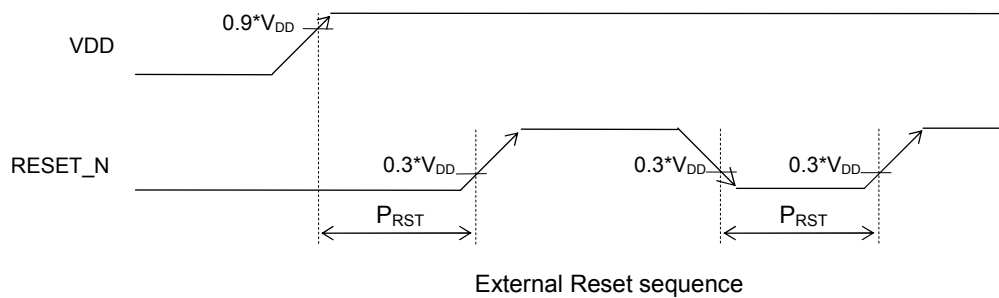 0.9*VDD
VDD
RESET_N
0.3*VDD
0.3*VDD
0.3*VDD
PRST
PRST
External Reset sequence